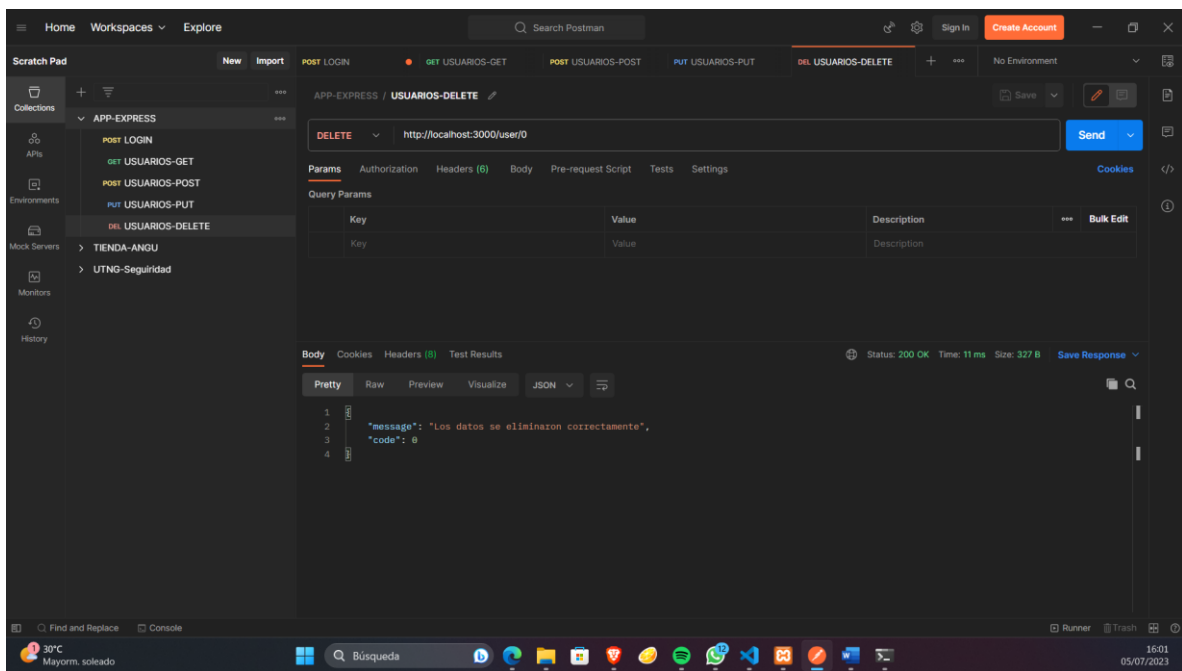 Home Workspaces Explore Search Postman Sign In Create Account
Scratch Pad New Import POST LOGIN GET USUARIOS-GET POST USUARIOS-POST PUT USUARIOS-PUT DEL USUARIOS-DELETE No Environment
Collections
APIs
Environments
Mock Servers
Monitors
History
APP-EXPRESS
POST LOGIN
GET USUARIOS-GET
POST USUARIOS-POST
PUT USUARIOS-PUT
DEL USUARIOS-DELETE
TIENDA-ANGU
UTNG-Seguiridad
APP-EXPRESS / USUARIOS-DELETE Save
DELETE http://localhost:3000/user/0 Send
Params Authorization Headers (6) Body Pre-request Script Tests Settings Cookies
Query Params
Key Value Description Bulk Edit
Key Value Description
Body Cookies Headers (8) Test Results Status: 200 OK Time: 11 ms Size: 327 B Save Response
Pretty Raw Preview Visualize JSON
1 {
2 "message": "Los datos se eliminaron correctamente",
3 "code": 0
4 }
Find and Replace Console Runner Trash
1 30°C
Mayorm. soleado
Búsqueda
16:01
05/07/2023